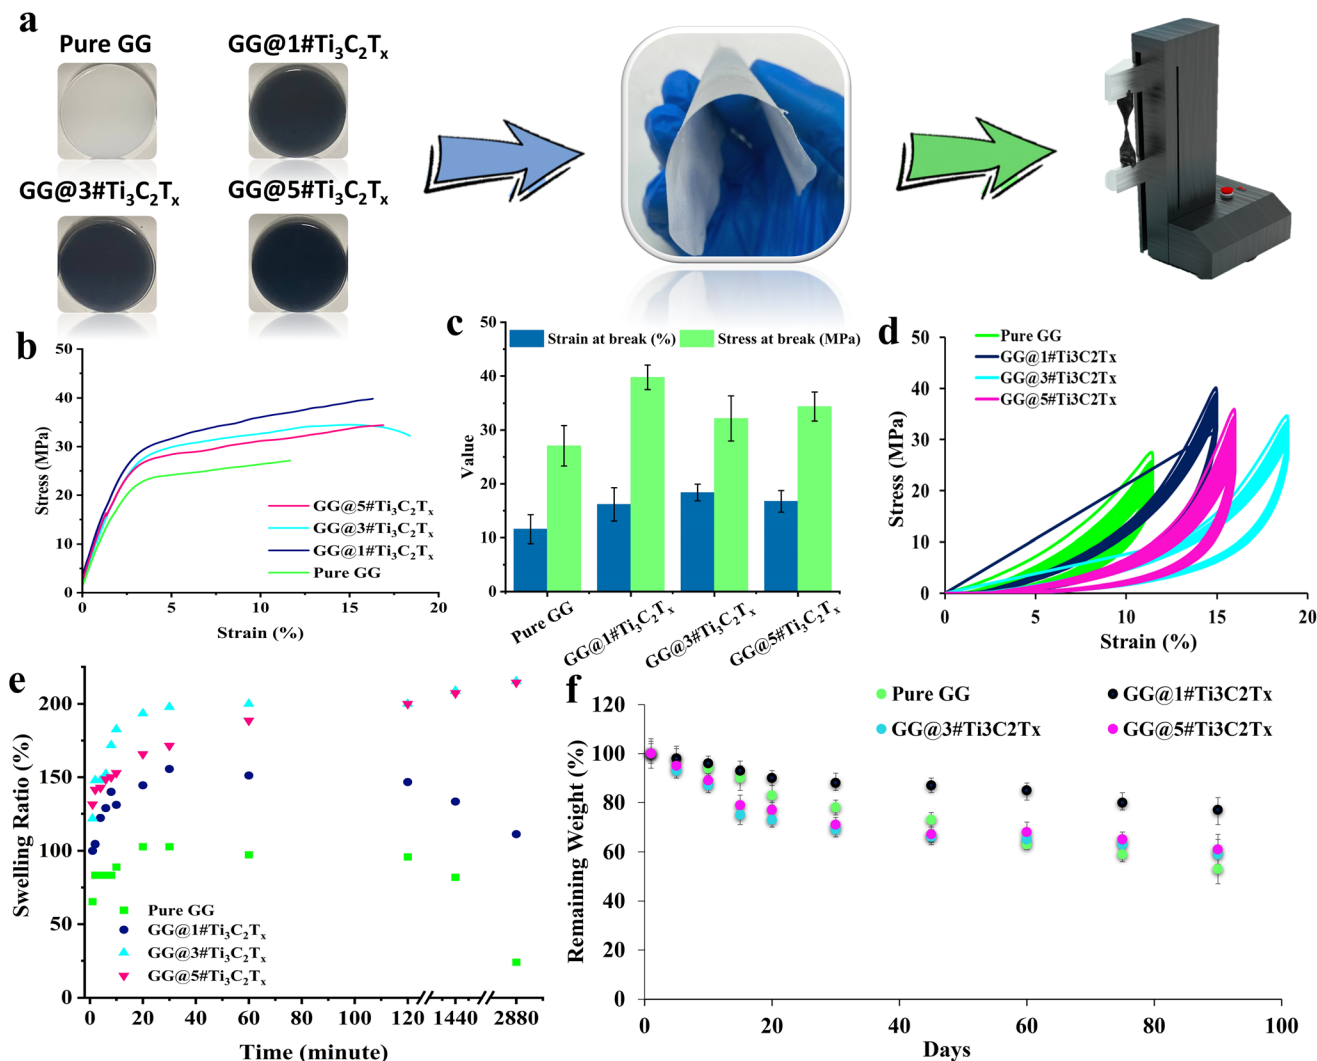 a
Pure GG
GG@1#Ti₃C₂Tₓ
GG@3#Ti₃C₂Tₓ
GG@5#Ti₃C₂Tₓ
b
50
40
30
20
10
0
Stress (MPa)
GG@5#Ti₃C₂Tₓ
GG@3#Ti₃C₂Tₓ
GG@1#Ti₃C₂Tₓ
Pure GG
0 5 10 15 20
Strain (%)
c
50
40
30
20
10
0
Value
Strain at break (%) Stress at break (MPa)
Pure GG
GG@1#Ti₃C₂Tₓ
GG@3#Ti₃C₂Tₓ
GG@5#Ti₃C₂Tₓ
d
50
40
30
20
10
0
Stress (MPa)
Pure GG
GG@1#Ti3C2Tx
GG@3#Ti3C2Tx
GG@5#Ti3C2Tx
0 5 10 15 20
Strain (%)
e
200
150
100
50
0
Swelling Ratio (%)
Pure GG
GG@1#Ti₃C₂Tₓ
GG@3#Ti₃C₂Tₓ
GG@5#Ti₃C₂Tₓ
0 20 40 60 80 100 120 1440 2880
Time (minute)
f
Pure GG GG@1#Ti3C2Tx
GG@3#Ti3C2Tx GG@5#Ti3C2Tx
120
100
80
60
40
20
0
Remaining Weight (%)
0 20 40 60 80 100
Days